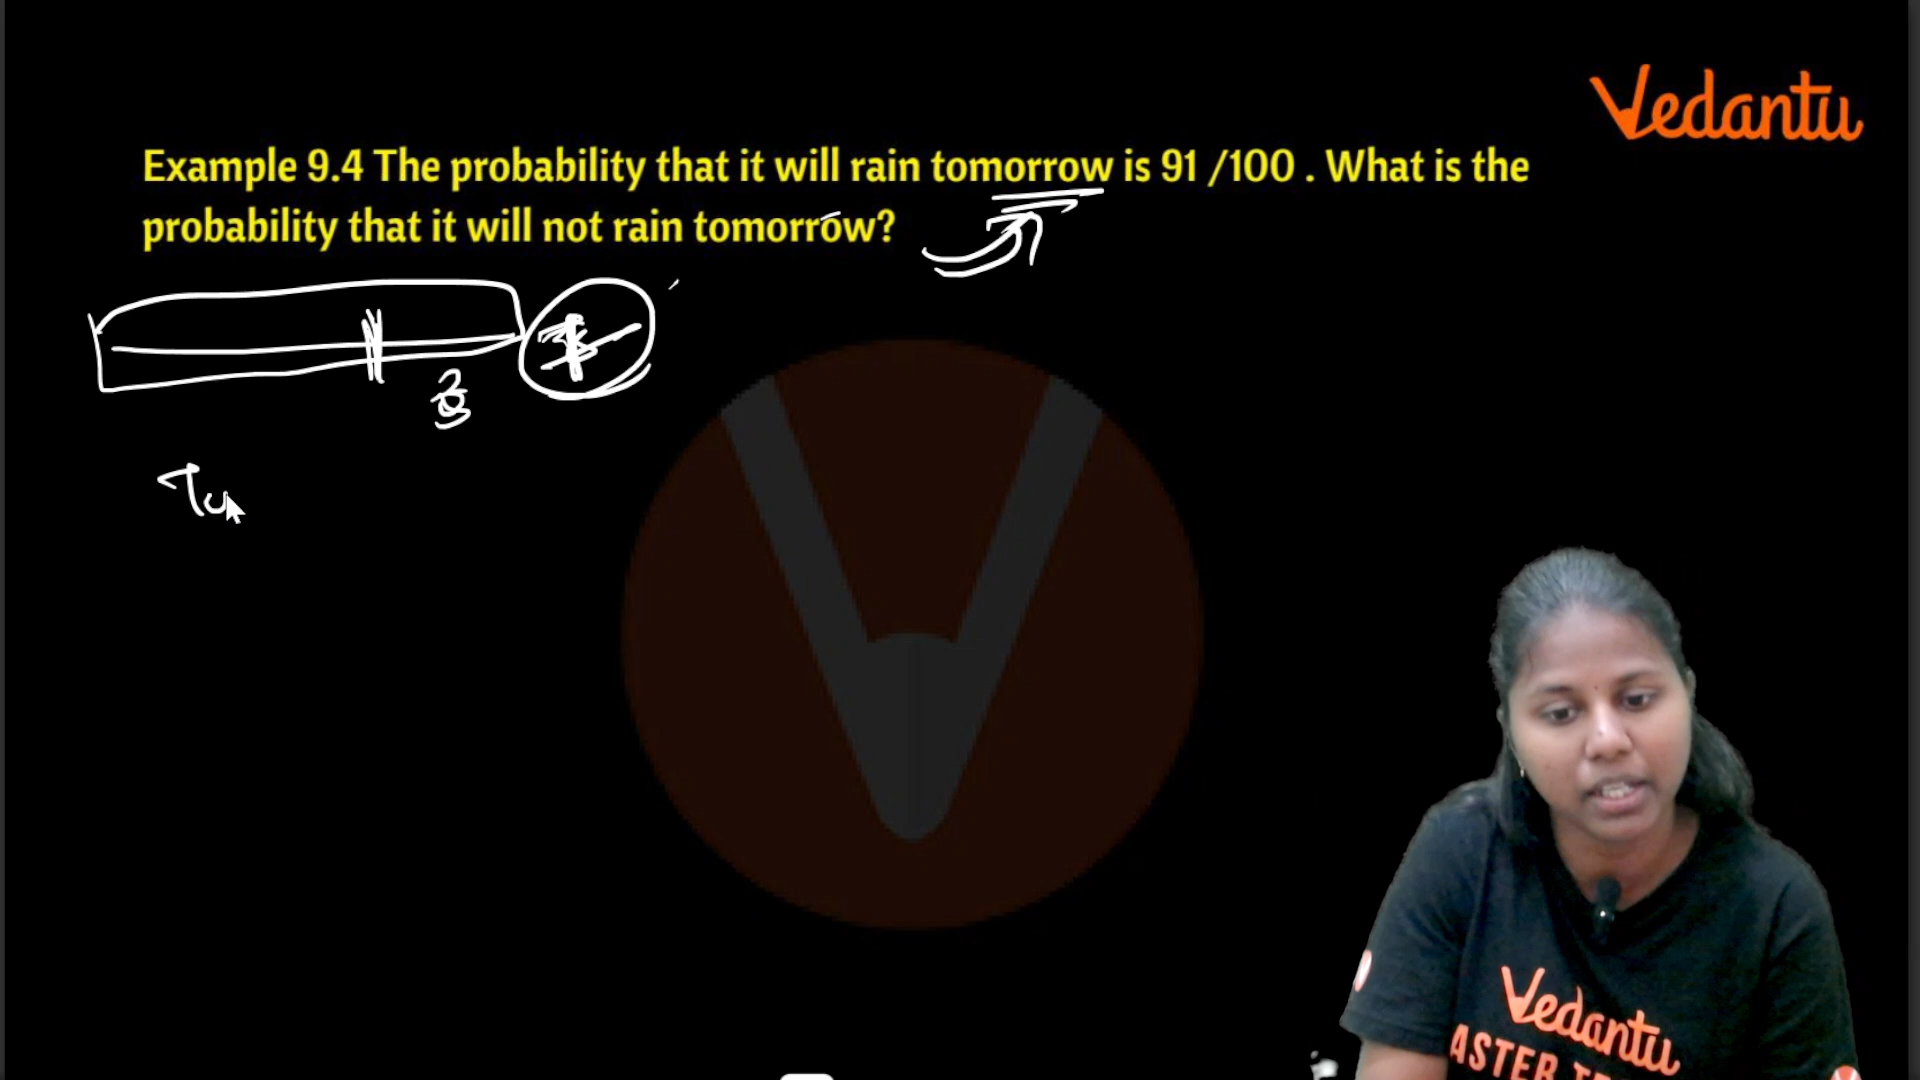 Vedantu
Example 9.4 The probability that it will rain tomorrow is 91 /100 . What is the
probability that it will not rain tomorrow?
Vedantu